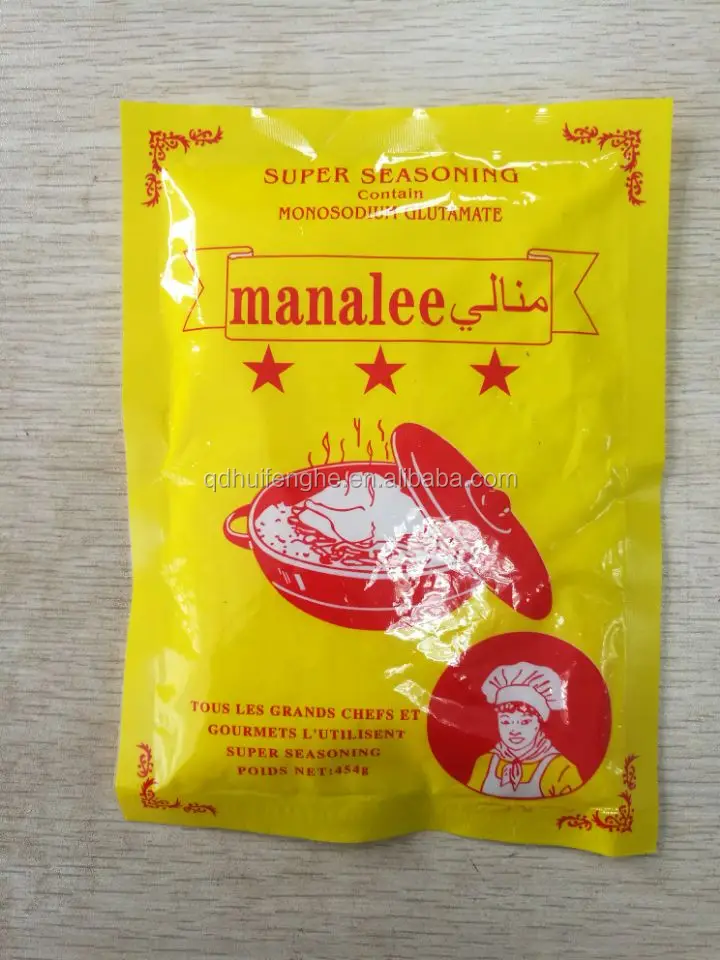 SUPER SEASONING
Contain
MONOSODIUM GLUTAMATE
manalee منالي
qdhuifenghe.en.alibaba.com
TOUS LES GRANDS CHEFS ET
GOURMETS L'UTILISENT
SUPER SEASONING
POIDS NET:454g